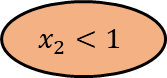 x₂ < 1